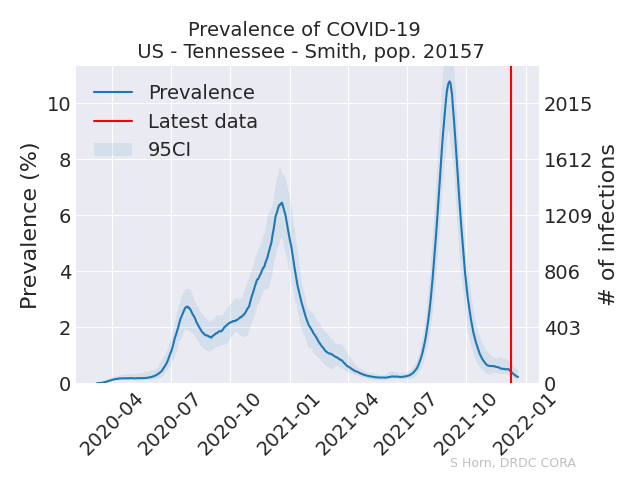 Prevalence of COVID-19
US - Tennessee - Smith, pop. 20157
Prevalence
Latest data
95CI
Prevalence (%)
10
8
6
4
2
0
2015
1612
1209
806
403
0
# of infections
2020-04
2020-07
2020-10
2021-01
2021-04
2021-07
2021-10
2022-01
S Horn, DRDC CORA